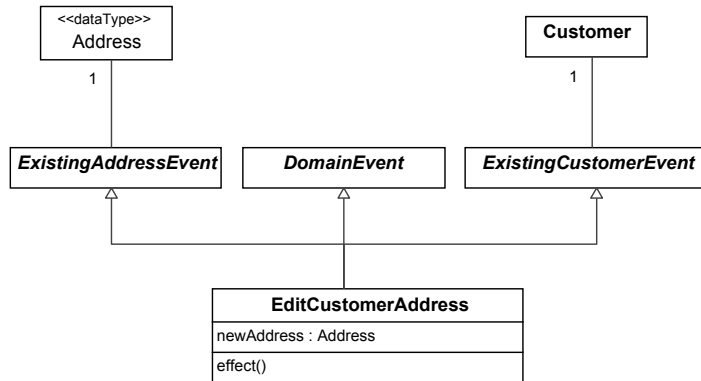 <<dataType>>
Address
Customer
1
1
ExistingAddressEvent
DomainEvent
ExistingCustomerEvent
EditCustomerAddress
newAddress : Address
effect()